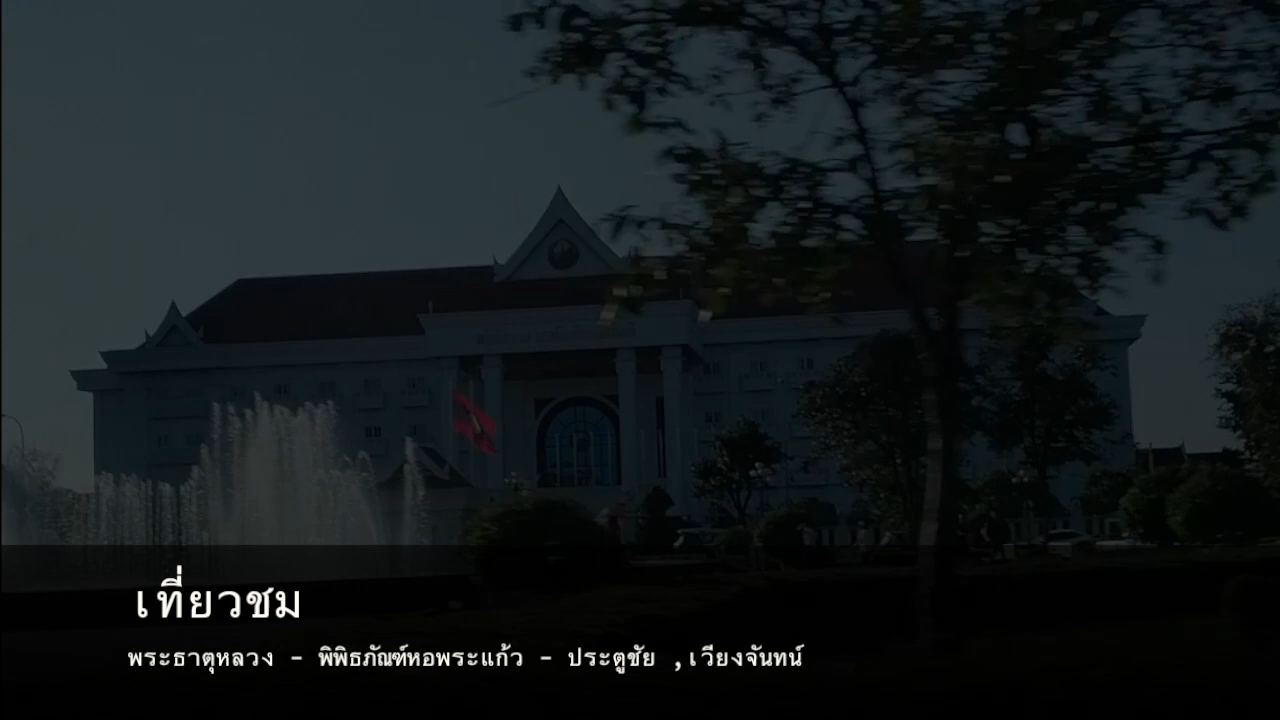 เที่ยวชม
พระธาตุหลวง - พิพิธภัณฑ์หอพระแก้ว - ประตูชัย ,เวียงจันทน์